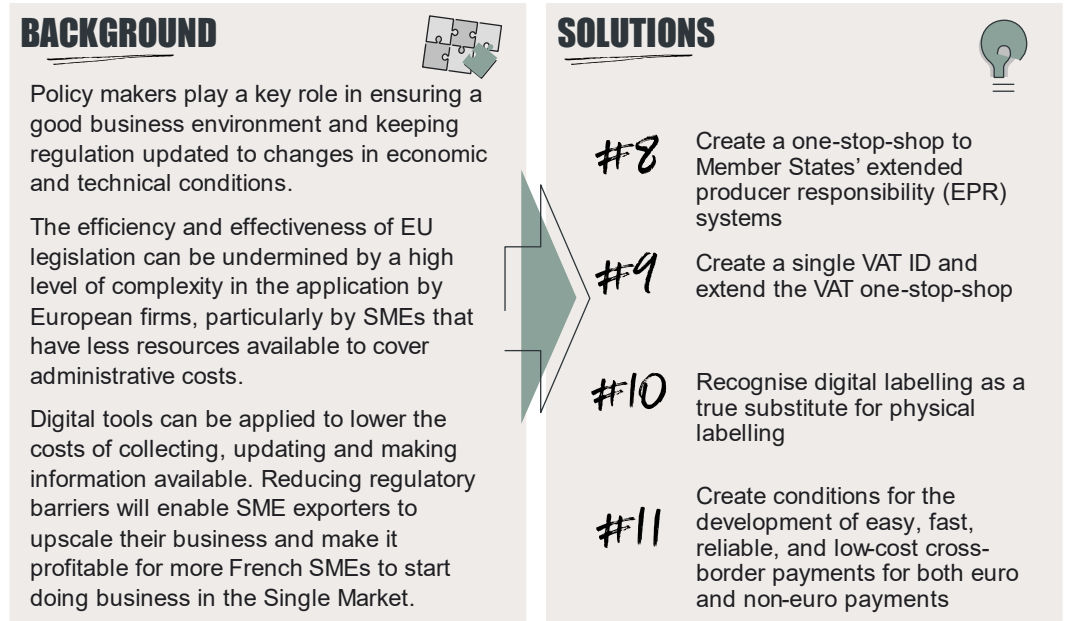 BACKGROUND
Policy makers play a key role in ensuring a
good business environment and keeping
regulation updated to changes in economic
and technical conditions.
The efficiency and effectiveness of EU
legislation can be undermined by a high
level of complexity in the application by
European firms, particularly by SMEs that
have less resources available to cover
administrative costs.
Digital tools can be applied to lower the
costs of collecting, updating and making
information available. Reducing regulatory
barriers will enable SME exporters to
upscale their business and make it
profitable for more French SMEs to start
doing business in the Single Market.
SOLUTIONS
#8
Create a one-stop-shop to
Member States’ extended
producer responsibility (EPR)
systems
#9
Create a single VAT ID and
extend the VAT one-stop-shop
#10
Recognise digital labelling as a
true substitute for physical
labelling
#11
Create conditions for the
development of easy, fast,
reliable, and low-cost cross-
border payments for both euro
and non-euro payments